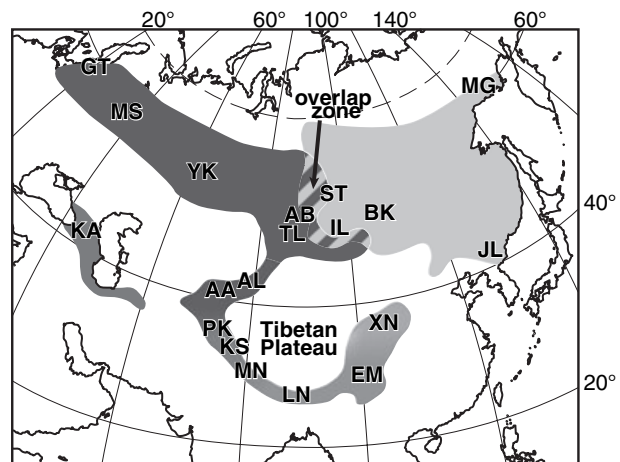 20° 60° 100° 140° 60°
GT
MG
overlap
zone
MS
YK
ST
40°
AB
BK
KA
TL
IL
JL
AL
AA
PK
Tibetan
XN
KS
Plateau
MN
EM
20°
LN